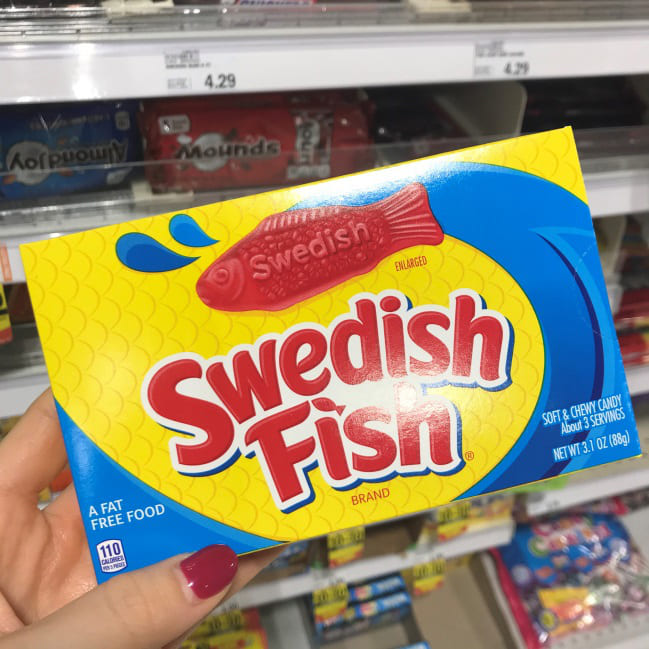 4.29
4.29
Almond Joy
Mounds
Swedish
ENLARGED
Swedish
Fish®
BRAND
SOFT & CHEWY CANDY
About 3 SERVINGS
NET WT 3.1 OZ (88g)
A FAT
FREE FOOD
110
CALORIES